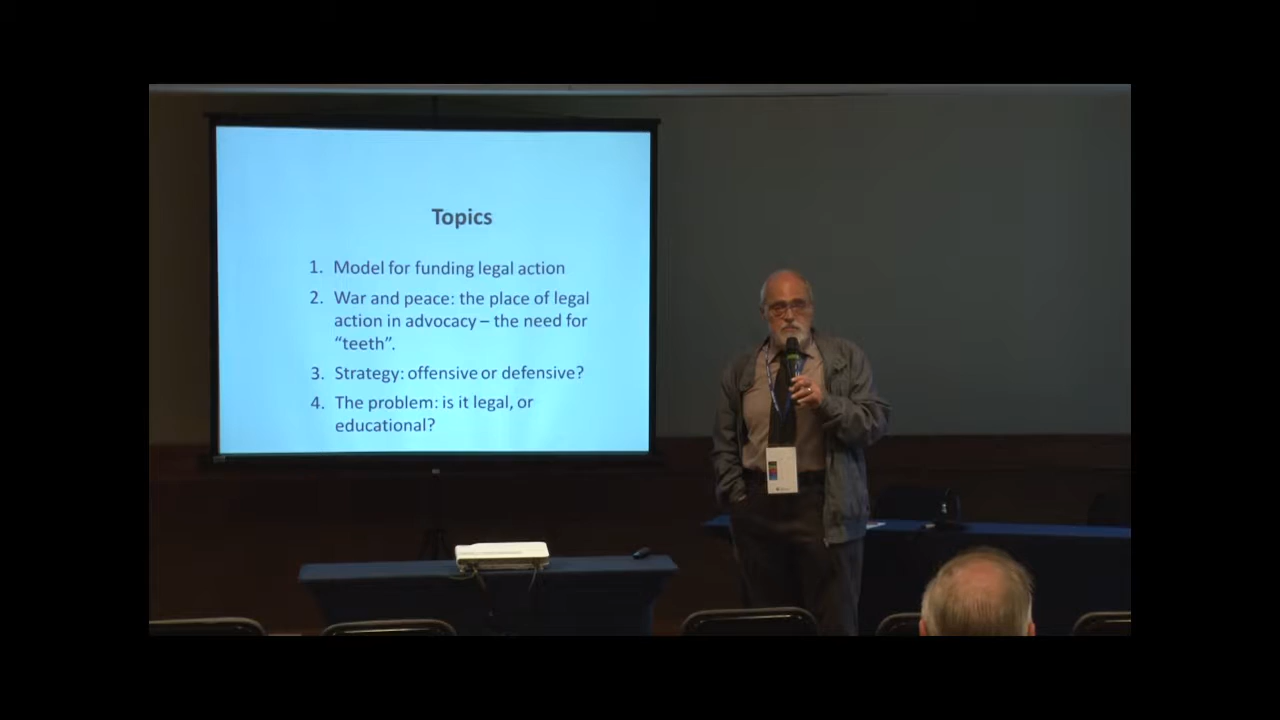 Topics
1. Model for funding legal action
2. War and peace: the place of legal
action in advocacy – the need for
“teeth”.
3. Strategy: offensive or defensive?
4. The problem: is it legal, or
educational?